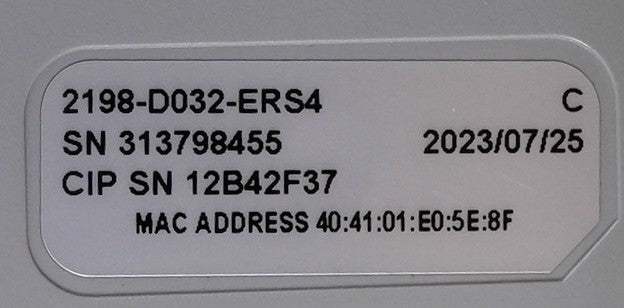 2198-D032-ERS4 C
SN 313798455 2023/07/25
CIP SN 12B42F37
MAC ADDRESS 40:41:01:E0:5E:8F